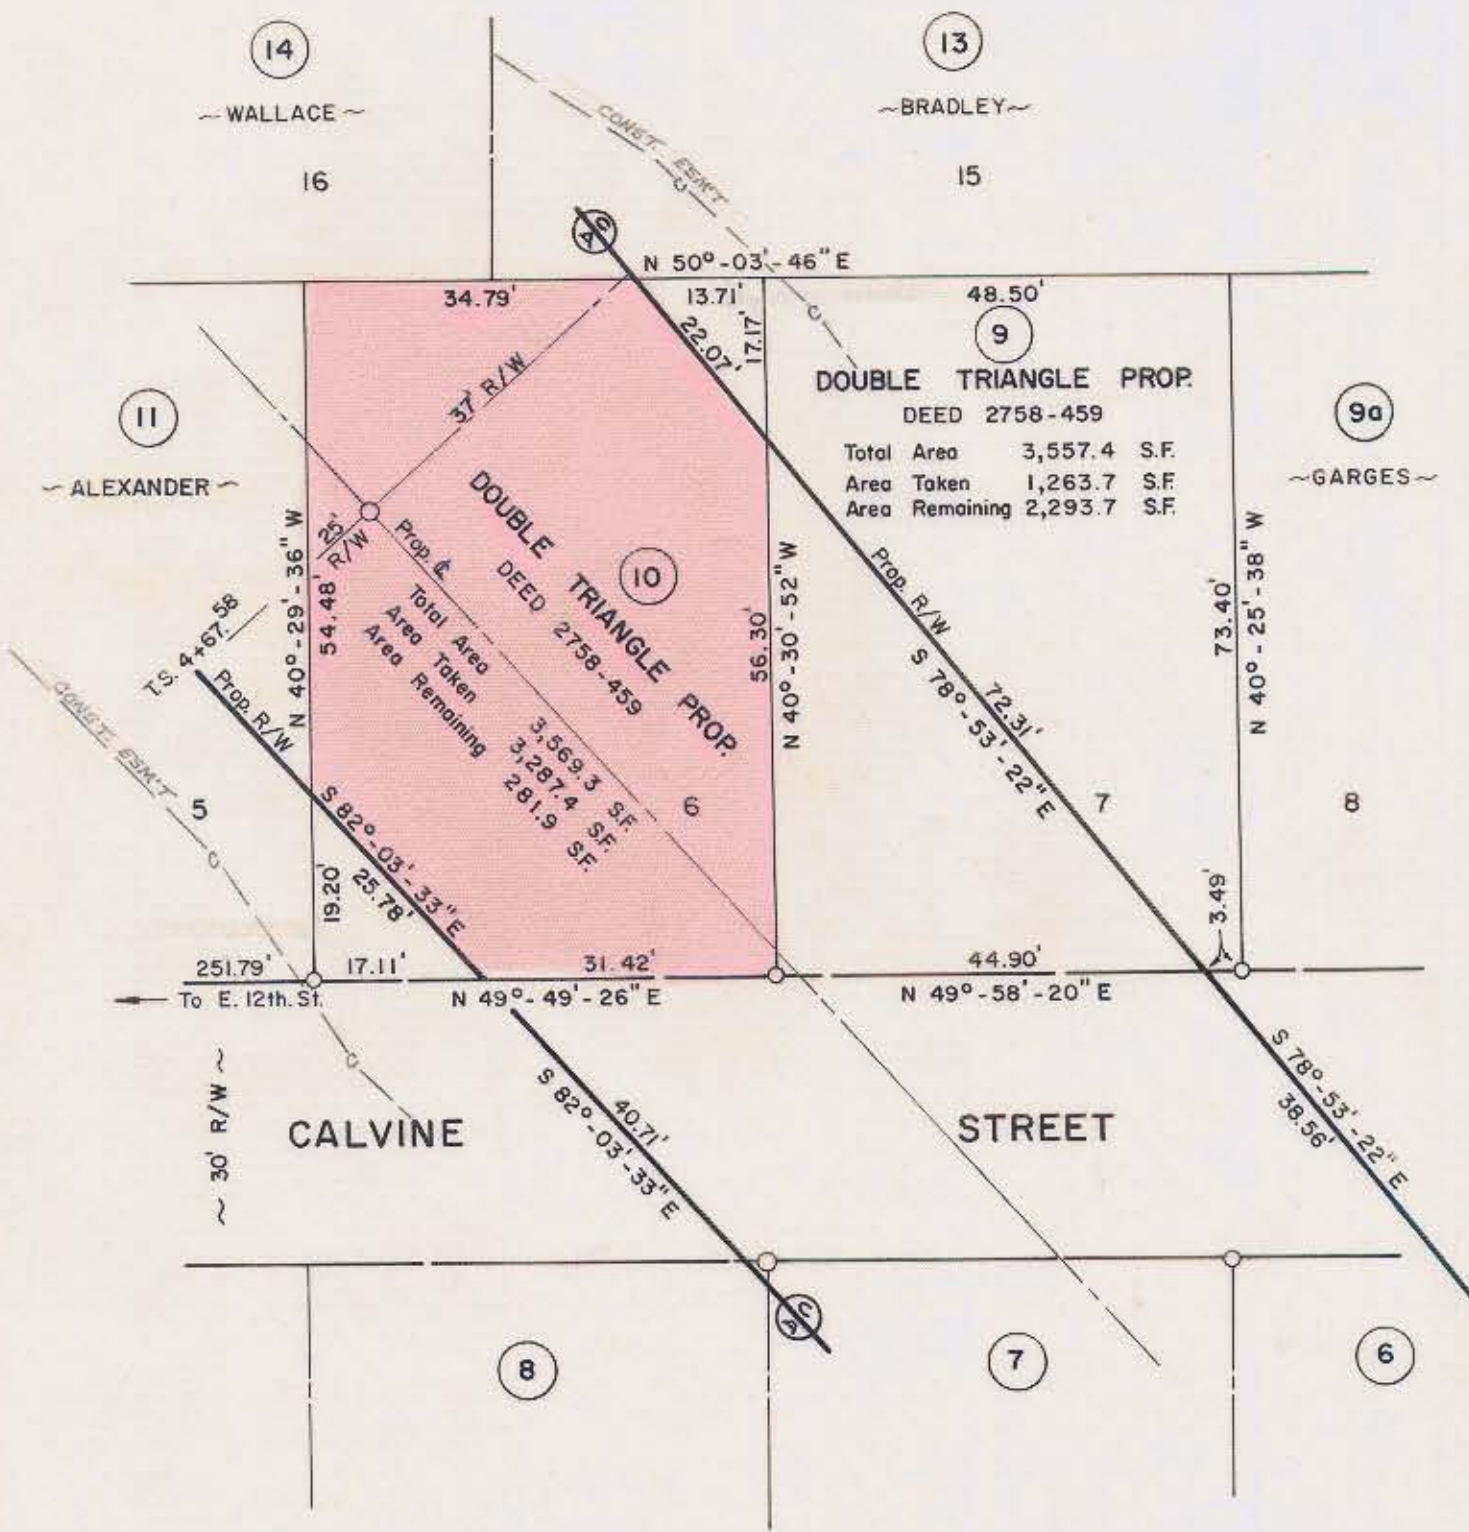 14
~ WALLACE ~
16
13
~BRADLEY~
15
CONST. ESM'T
C
A
N 50°-03'-46" E
34.79'
13.71'
48.50'
22.07'
17.17'
C
37' R/W
9
DOUBLE TRIANGLE PROP.
DEED 2758-459
Total Area 3,557.4 S.F.
Area Taken 1,263.7 S.F.
Area Remaining 2,293.7 S.F.
11
~ ALEXANDER ~
9a
~GARGES~
25'
R/W
Prop. ℄
DOUBLE TRIANGLE PROP.
DEED 2758-459
10
Total Area 3,569.3 S.F.
Area Taken 3,287.4 S.F.
Area Remaining 281.9 S.F.
N 40°-29'-36" W
54.48'
56.30'
N 40°-30'-52" W
Prop. R/W
72.31'
S 78°-53'-22" E
73.40'
N 40°-25'-38" W
T.S. 4+67.58
Prop. R/W
CONST. ESM'T
5
6
7
8
S 82°-03'-33" E
25.78'
19.20'
3.49'
C
251.79'
17.11'
31.42'
44.90'
To E. 12th. St.
N 49°-49'-26" E
N 49°-58'-20" E
C
~ 30' R/W ~
CALVINE STREET
40.71'
S 82°-03'-33" E
S 78°-53'-22" E
38.56'
C
A
8
7
6